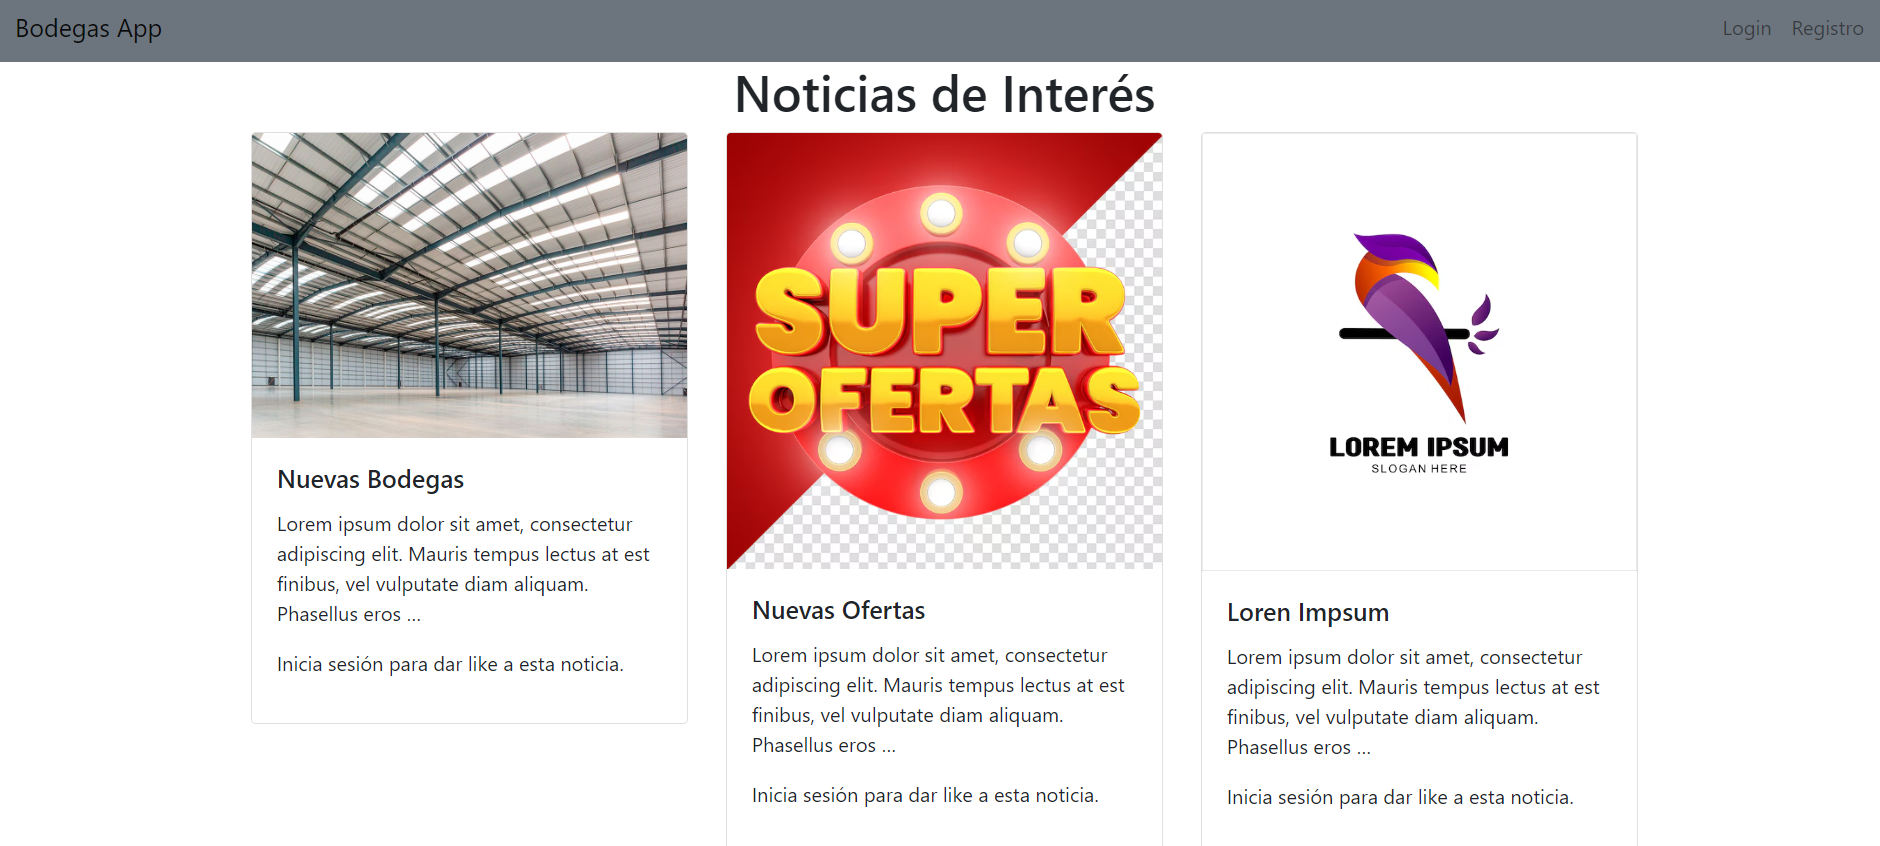 Bodegas App
Login Registro
Noticias de Interés
Nuevas Bodegas
Lorem ipsum dolor sit amet, consectetur
adipiscing elit. Mauris tempus lectus at est
finibus, vel vulputate diam aliquam.
Phasellus eros ...
Inicia sesión para dar like a esta noticia.
SUPER
OFERTAS
Nuevas Ofertas
Lorem ipsum dolor sit amet, consectetur
adipiscing elit. Mauris tempus lectus at est
finibus, vel vulputate diam aliquam.
Phasellus eros ...
Inicia sesión para dar like a esta noticia.
LOREM IPSUM
SLOGAN HERE
Loren Impsum
Lorem ipsum dolor sit amet, consectetur
adipiscing elit. Mauris tempus lectus at est
finibus, vel vulputate diam aliquam.
Phasellus eros ...
Inicia sesión para dar like a esta noticia.